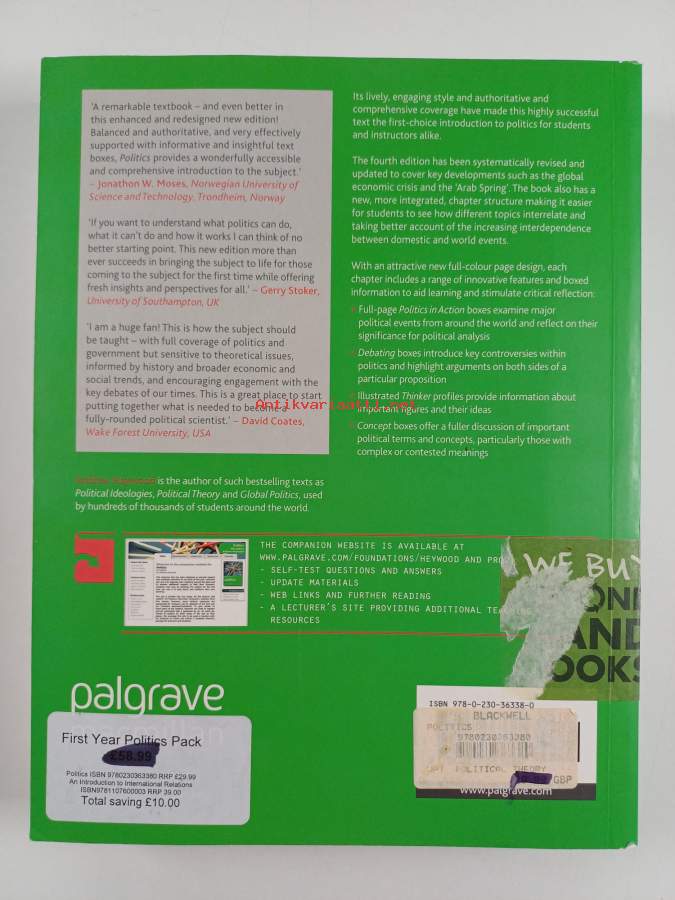 'A remarkable textbook – and even better in
this enhanced and redesigned new edition!
Balanced and authoritative, and very effectively
supported with informative and insightful text
boxes, Politics provides a wonderfully accessible
and comprehensive introduction to the subject.'
– Jonathon W. Moses, Norwegian University of
Science and Technology, Trondheim, Norway
'If you want to understand what politics can do,
what it can't do and how it works I can think of no
better starting point. This new edition more than
ever succeeds in bringing the subject to life for those
coming to the subject for the first time while offering
fresh insights and perspectives for all.' – Gerry Stoker,
University of Southampton, UK
'I am a huge fan! This is how the subject should
be taught – with full coverage of politics and
government but sensitive to theoretical issues,
informed by history and broader economic and
social trends, and encouraging engagement with the
key debates of our times. This is a great place to start
putting together what is needed to become a
fully-rounded political scientist.' – David Coates,
Wake Forest University, USA
Its lively, engaging style and authoritative and
comprehensive coverage have made this highly successful
text the first-choice introduction to politics for students
and instructors alike.
The fourth edition has been systematically revised and
updated to cover key developments such as the global
economic crisis and the 'Arab Spring'. The book also has a
new, more integrated, chapter structure making it easier
for students to see how different topics interrelate and
taking better account of the increasing interdependence
between domestic and world events.
With an attractive new full-colour page design, each
chapter includes a range of innovative features and boxed
information to aid learning and stimulate critical reflection:
Full-page Politics in Action boxes examine major
political events from around the world and reflect on their
significance for political analysis
Debating boxes introduce key controversies within
politics and highlight arguments on both sides of a
particular proposition
Illustrated Thinker profiles provide information about
important figures and their ideas
Concept boxes offer a fuller discussion of important
political terms and concepts, particularly those with
complex or contested meanings
Antikvariaatti.net
Andrew Heywood is the author of such bestselling texts as
Political Ideologies, Political Theory and Global Politics, used
by hundreds of thousands of students around the world.
THE COMPANION WEBSITE IS AVAILABLE AT
WWW.PALGRAVE.COM/FOUNDATIONS/HEYWOOD AND
- SELF-TEST QUESTIONS AND ANSWERS
- UPDATE MATERIALS
- WEB LINKS AND FURTHER READING
- A LECTURER'S SITE PROVIDING ADDITIONAL
RESOURCES
WE BUY
palgrave
First Year Politics Pack
£58.99
Politics ISBN 9780230363380 RRP £29.99
An Introduction to International Relations
ISBN9781107600003 RRP 39.00
Total saving £10.00
ISBN 978-0-230-36338-0
BLACKWELL
POLITICS
9780230363380
POLITICAL THEORY
GBP
www.palgrave.com